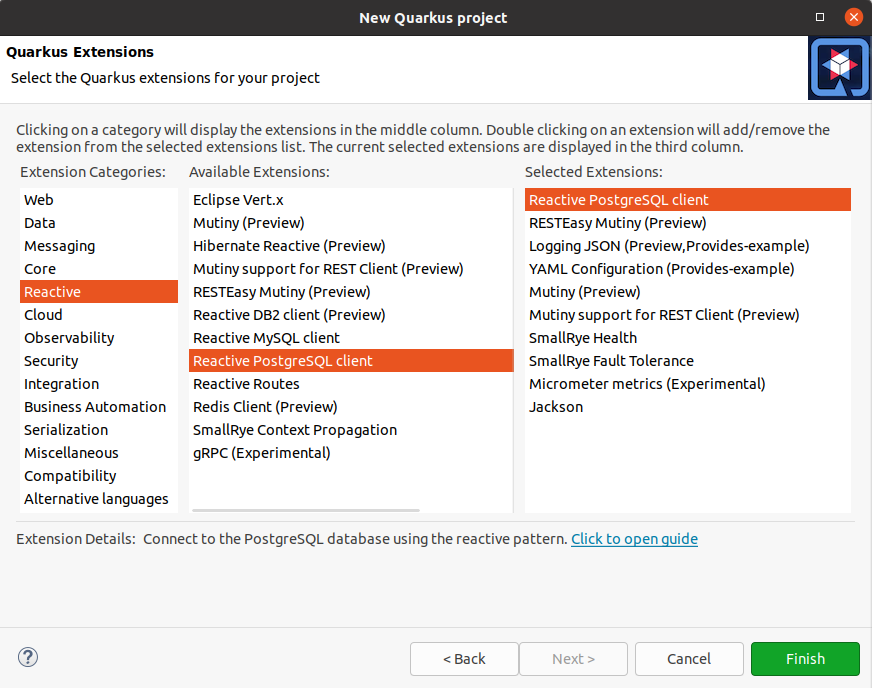 New Quarkus project
Quarkus Extensions
Select the Quarkus extensions for your project
Clicking on a category will display the extensions in the middle column. Double clicking on an extension will add/remove the
extension from the selected extensions list. The current selected extensions are displayed in the third column.
Extension Categories:
Web
Data
Messaging
Core
Reactive
Cloud
Observability
Security
Integration
Business Automation
Serialization
Miscellaneous
Compatibility
Alternative languages
Available Extensions:
Eclipse Vert.x
Mutiny (Preview)
Hibernate Reactive (Preview)
Mutiny support for REST Client (Preview)
RESTEasy Mutiny (Preview)
Reactive DB2 client (Preview)
Reactive MySQL client
Reactive PostgreSQL client
Reactive Routes
Redis Client (Preview)
SmallRye Context Propagation
gRPC (Experimental)
Selected Extensions:
Reactive PostgreSQL client
RESTEasy Mutiny (Preview)
Logging JSON (Preview,Provides-example)
YAML Configuration (Provides-example)
Mutiny (Preview)
Mutiny support for REST Client (Preview)
SmallRye Health
SmallRye Fault Tolerance
Micrometer metrics (Experimental)
Jackson
Extension Details: Connect to the PostgreSQL database using the reactive pattern. Click to open guide
?
< Back
Next >
Cancel
Finish